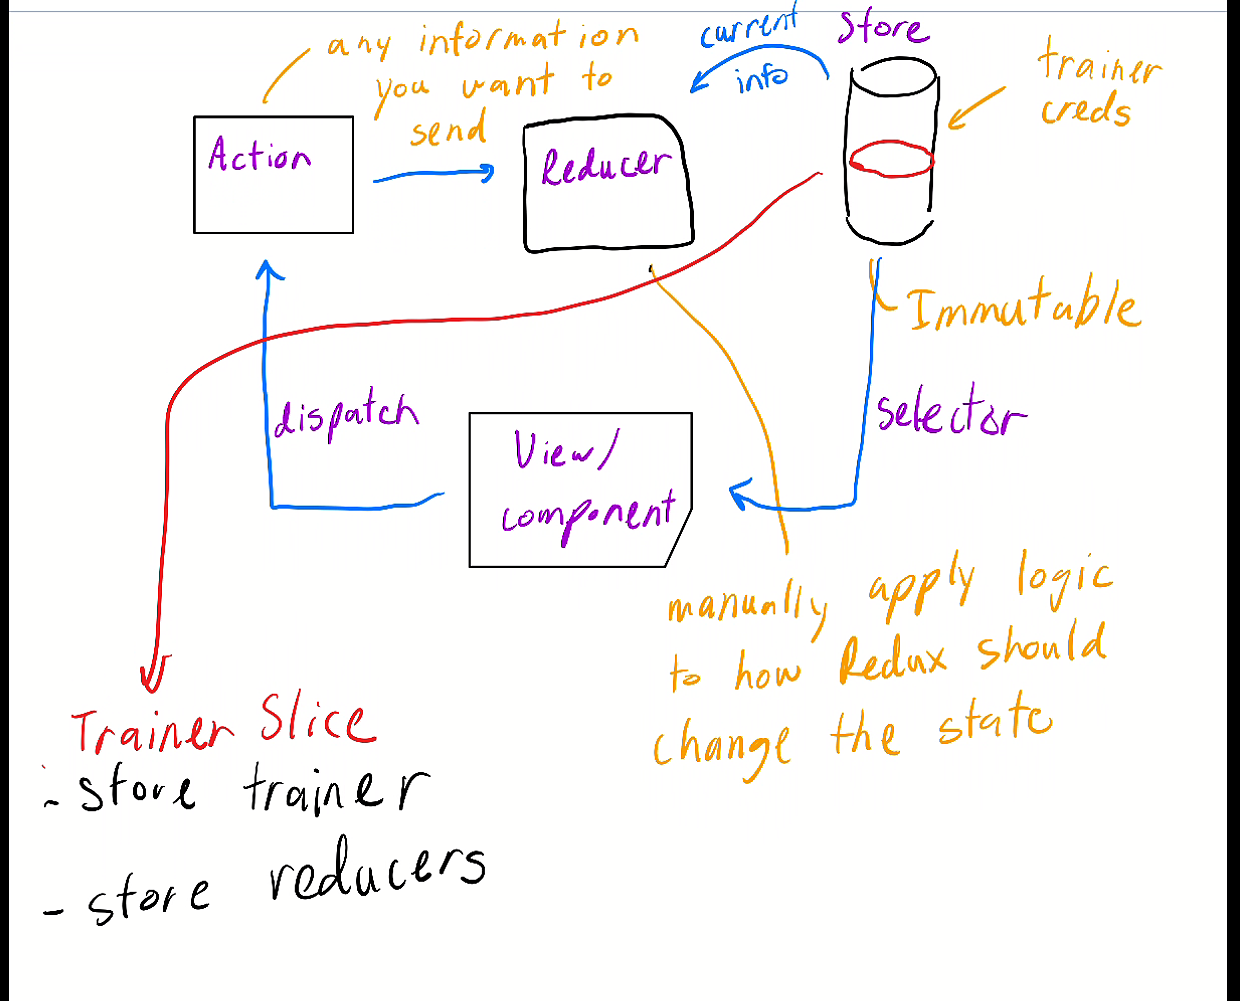 any information
you want to
send
current
info
Store
trainer
creds
Action
Reducer
Immutable
dispatch
selector
View/
component
manually apply logic
to how Redux should
change the state
Trainer Slice
- store trainer
- store reducers